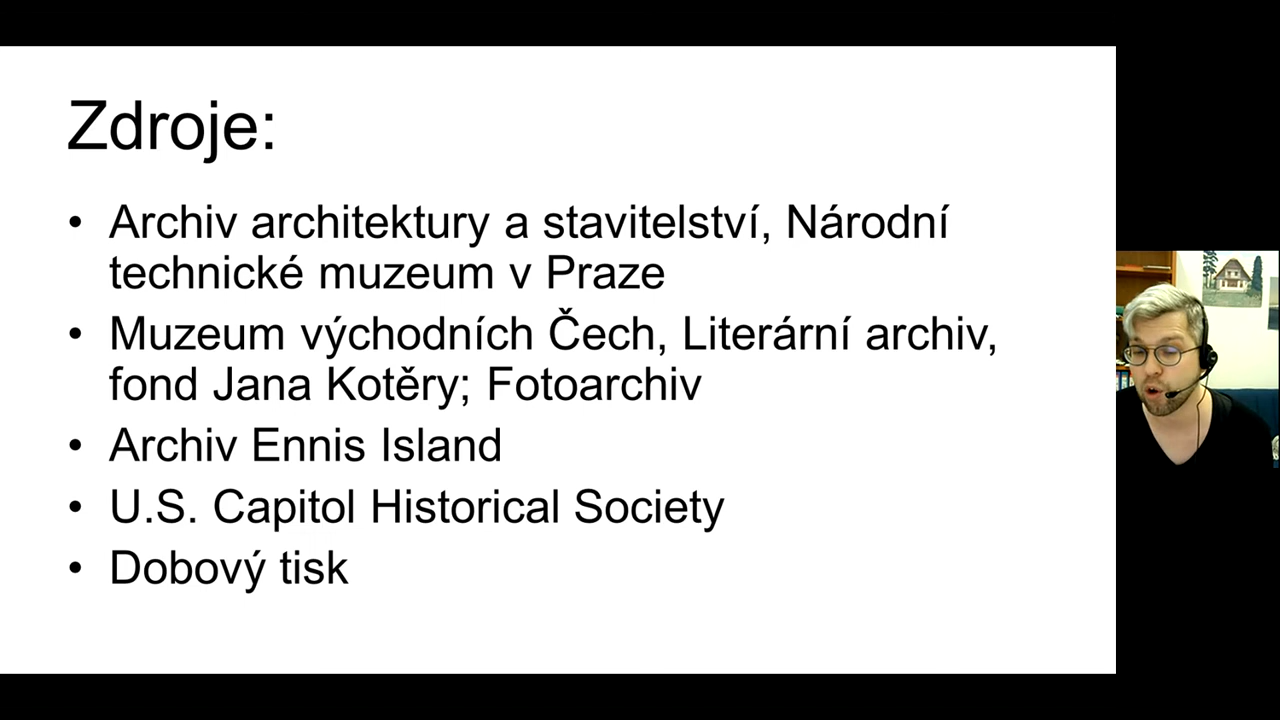 Zdroje:
• Archiv architektury a stavitelství, Národní
technické muzeum v Praze
• Muzeum východních Čech, Literární archiv,
fond Jana Kotěry; Fotoarchiv
• Archiv Ennis Island
• U.S. Capitol Historical Society
• Dobový tisk